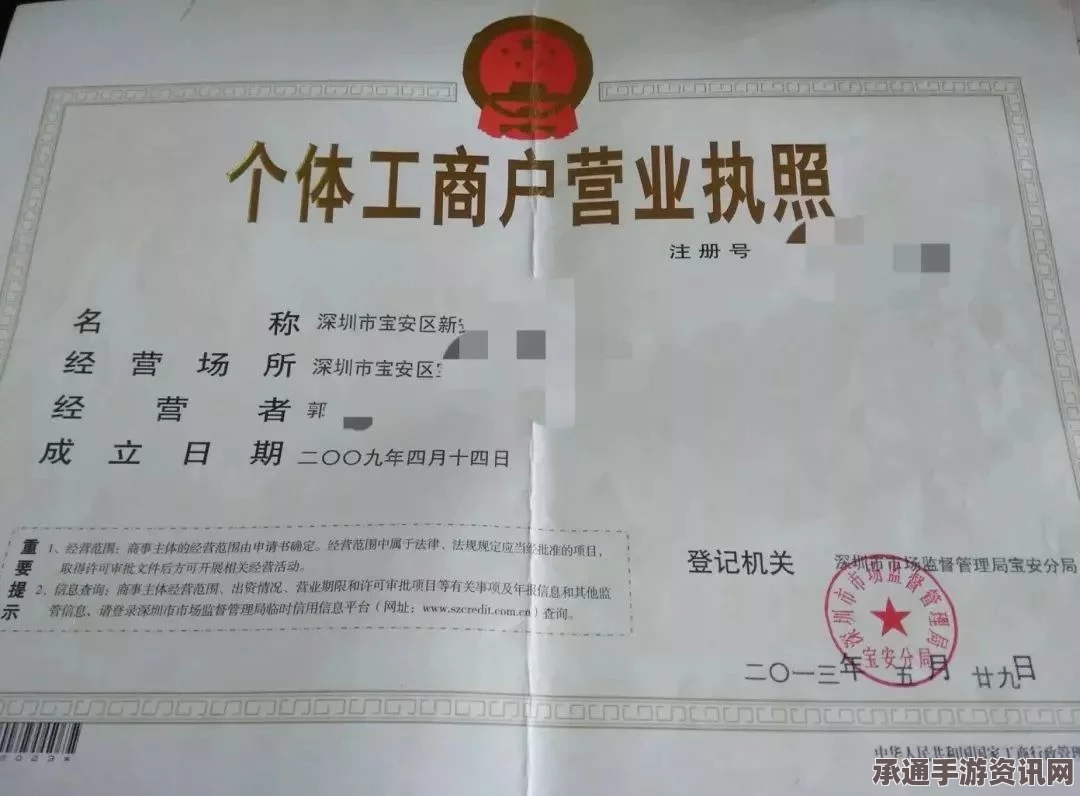 个体工商户营业执照
注册号
名称 深圳市宝安区新
经营场所 深圳市宝安区
经营者 郭
成立日期 二〇〇九年四月十四日
重要提示
1、经营范围：商事主体的经营范围由申请书确定。经营范围中属于法律、法规规定应当经批准的项目，
取得许可审批文件后方可开展相关经营活动。
2、信息查询：商事主体经营范围、出资情况、营业期限和许可审批项目等有关事项及年报信息和其他监
管信息，请登录深圳市市场监督管理局临时信用信息平台（网址：www.szcredit.com.cn）查询。
登记机关 深圳市市场监督管理局宝安分局
深圳市市场监督管理局
宝安分局
二〇一三年五月廿九日
承通手游资讯网